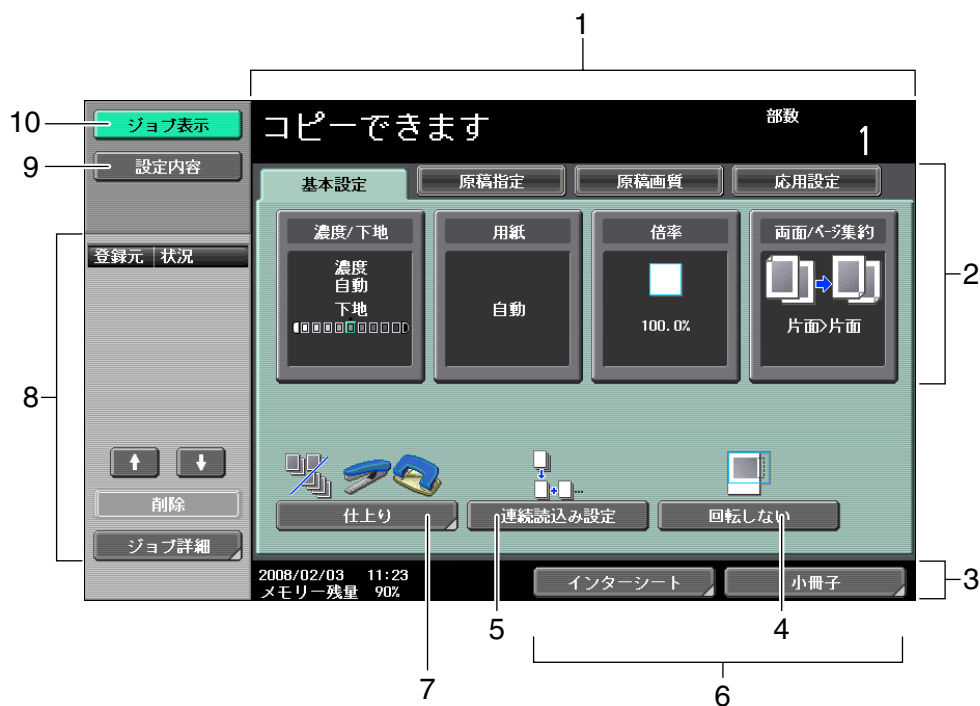 1
10
ジョブ表示
コピーできます
部数
1
9
設定内容
基本設定
原稿指定
原稿画質
応用設定
2
8
登録元 状況
濃度/下地
用紙
倍率
両面/ページ集約
濃度
自動
下地
自動
100.0%
片面>片面
削除
ジョブ詳細
仕上り
連続読込み設定
回転しない
2008/02/03 11:23
メモリー残量 90%
インターシート
小冊子
3
5
4
7
6